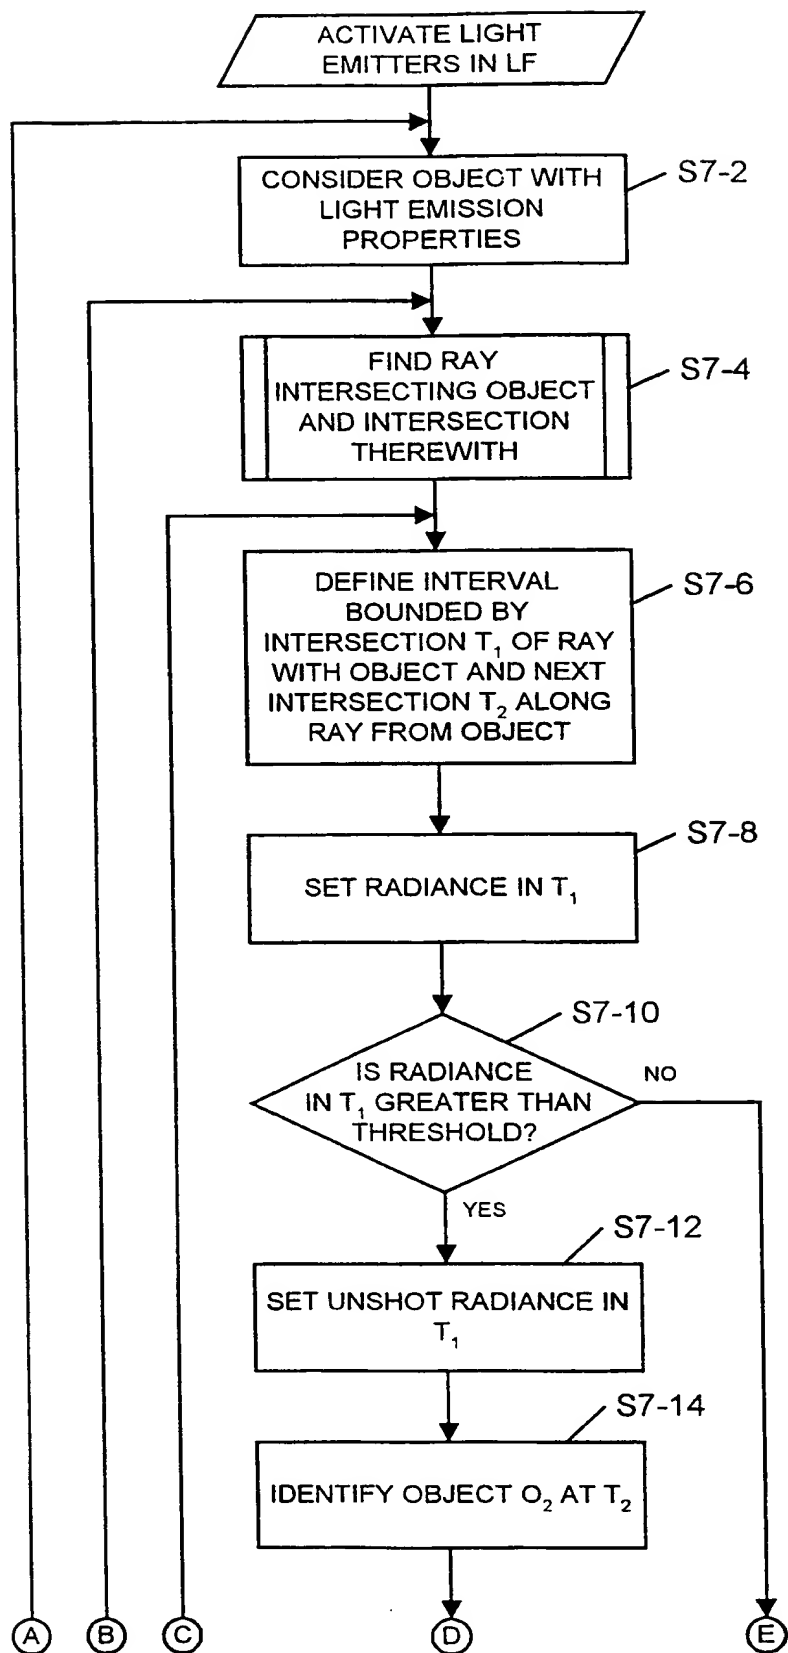 ACTIVATE LIGHT
EMITTERS IN LF
CONSIDER OBJECT WITH
LIGHT EMISSION
PROPERTIES
S7-2
FIND RAY
INTERSECTING OBJECT
AND INTERSECTION
THEREWITH
S7-4
DEFINE INTERVAL
BOUNDED BY
INTERSECTION T₁ OF RAY
WITH OBJECT AND NEXT
INTERSECTION T₂ ALONG
RAY FROM OBJECT
S7-6
SET RADIANCE IN T₁
S7-8
IS RADIANCE
IN T₁ GREATER THAN
THRESHOLD?
S7-10
NO
YES
SET UNSHOT RADIANCE IN
T₁
S7-12
IDENTIFY OBJECT O₂ AT T₂
S7-14
A B C D E